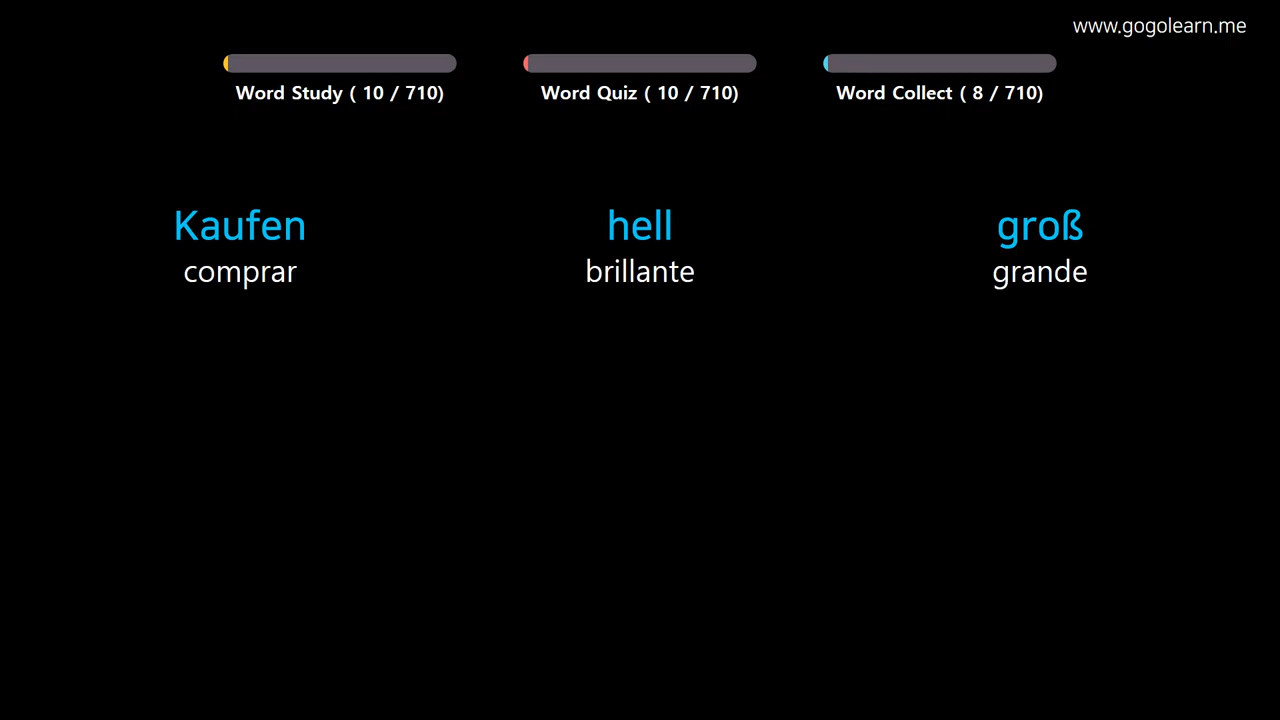 www.gogolearn.me
Word Study ( 10 / 710)
Word Quiz ( 10 / 710)
Word Collect ( 8 / 710)
Kaufen
comprar
hell
brillante
groß
grande